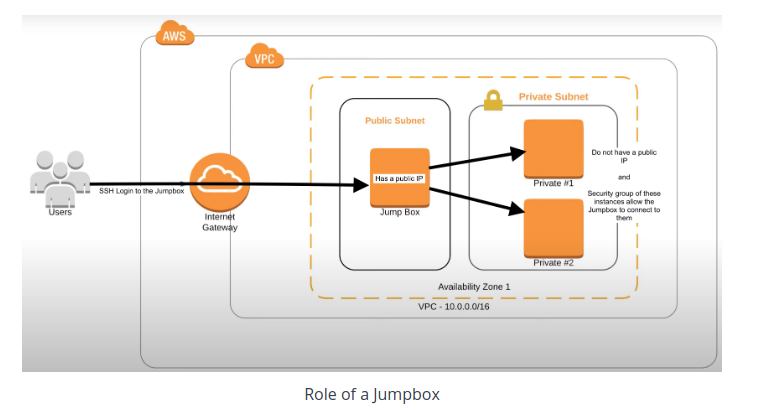 AWS
VPC
Private Subnet
Public Subnet
Do not have a public
IP
and
Security group of these
instances allow the
Jumpbox to connect to
them
Has a public IP
Private #1
SSH Login to the Jumpbox
Users
Internet
Gateway
Jump Box
Private #2
Availability Zone 1
VPC - 10.0.0.0/16
Role of a Jumpbox